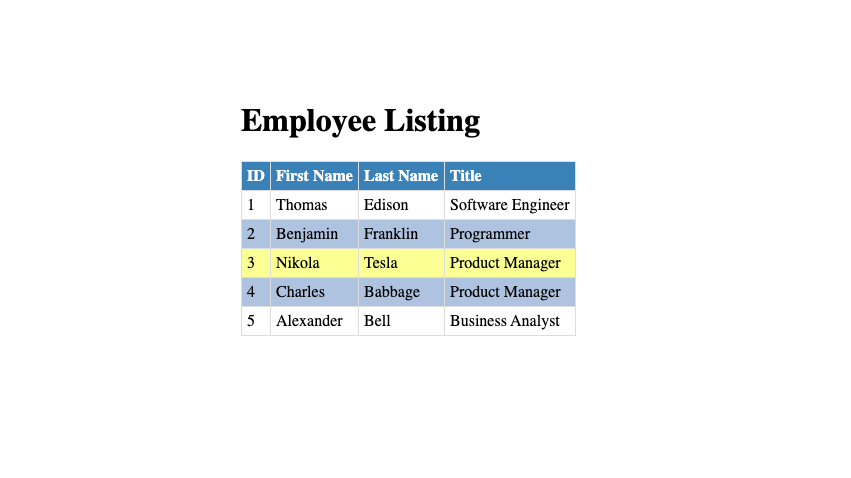 Employee Listing
ID First Name Last Name Title
1 Thomas Edison Software Engineer
2 Benjamin Franklin Programmer
3 Nikola Tesla Product Manager
4 Charles Babbage Product Manager
5 Alexander Bell Business Analyst